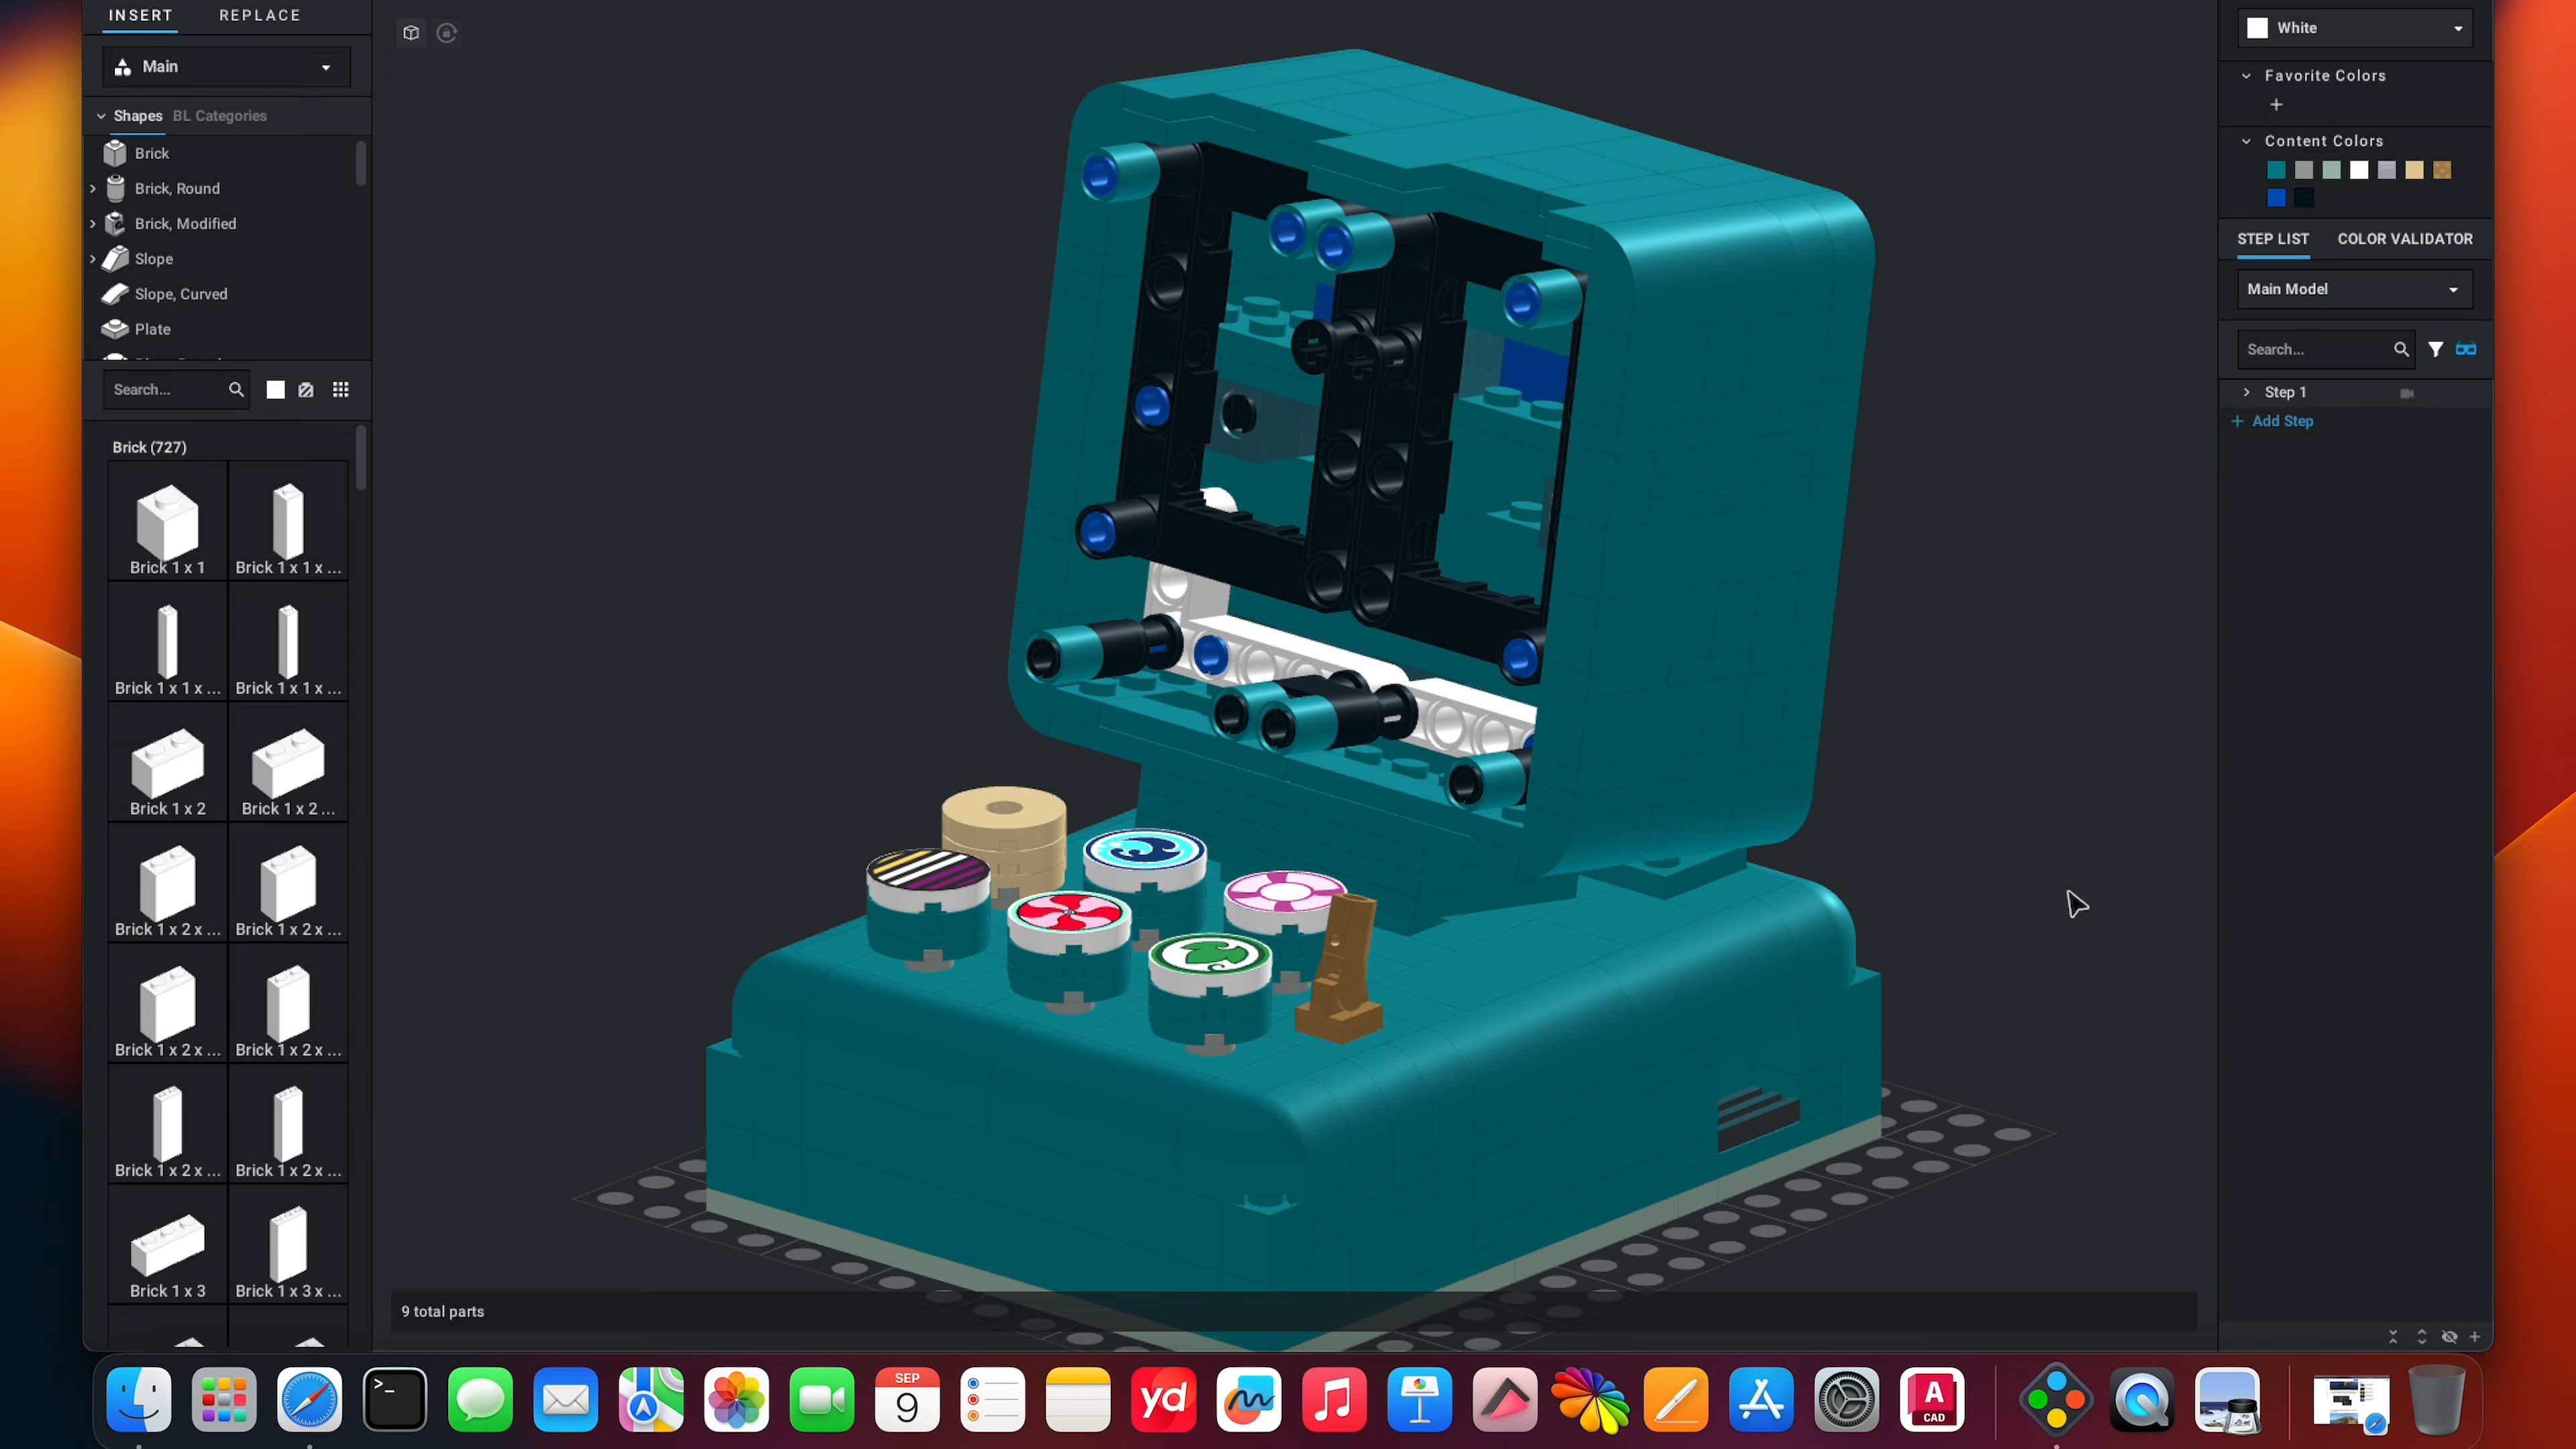 INSERT REPLACE
Main
Shapes BL Categories
Brick
Brick, Round
Brick, Modified
Slope
Slope, Curved
Plate
Search...
Brick (727)
Brick 1 x 1 Brick 1 x 1 x ...
Brick 1 x 1 x ... Brick 1 x 1 x ...
Brick 1 x 2 Brick 1 x 2 ...
Brick 1 x 2 x ... Brick 1 x 2 x ...
Brick 1 x 2 x ... Brick 1 x 2 x ...
Brick 1 x 2 x ... Brick 1 x 2 x ...
Brick 1 x 3 Brick 1 x 3 x ...
9 total parts
White
Favorite Colors
Content Colors
STEP LIST COLOR VALIDATOR
Main Model
Search...
Step 1
+ Add Step
>_
SEP
9
yd
A
CAD